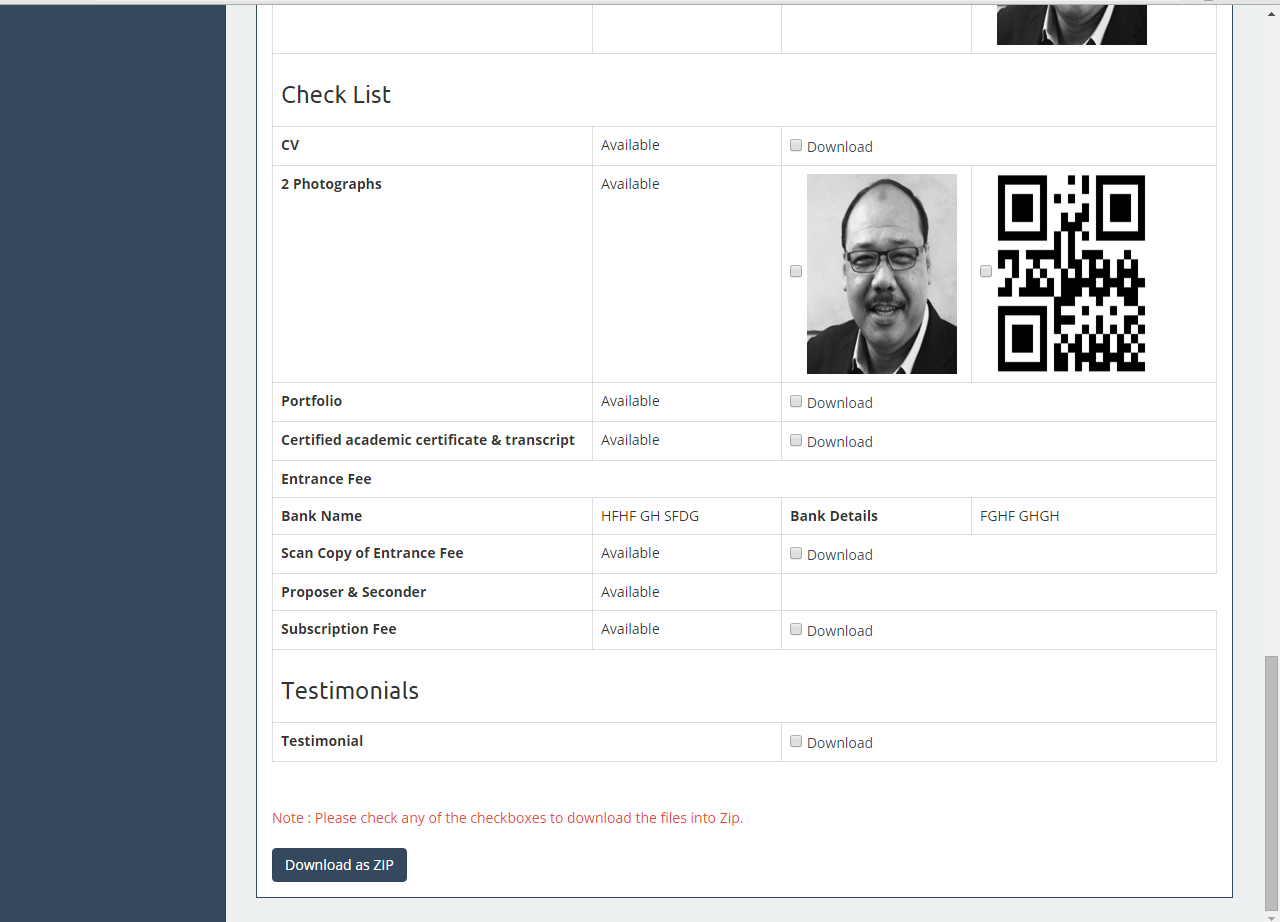 Check List
CV Available Download
2 Photographs Available
Portfolio Available Download
Certified academic certificate & transcript Available Download
Entrance Fee
Bank Name HFHF GH SFDG Bank Details FGHF GHGH
Scan Copy of Entrance Fee Available Download
Proposer & Seconder Available
Subscription Fee Available Download
Testimonials
Testimonial Download
Note : Please check any of the checkboxes to download the files into Zip.
Download as ZIP